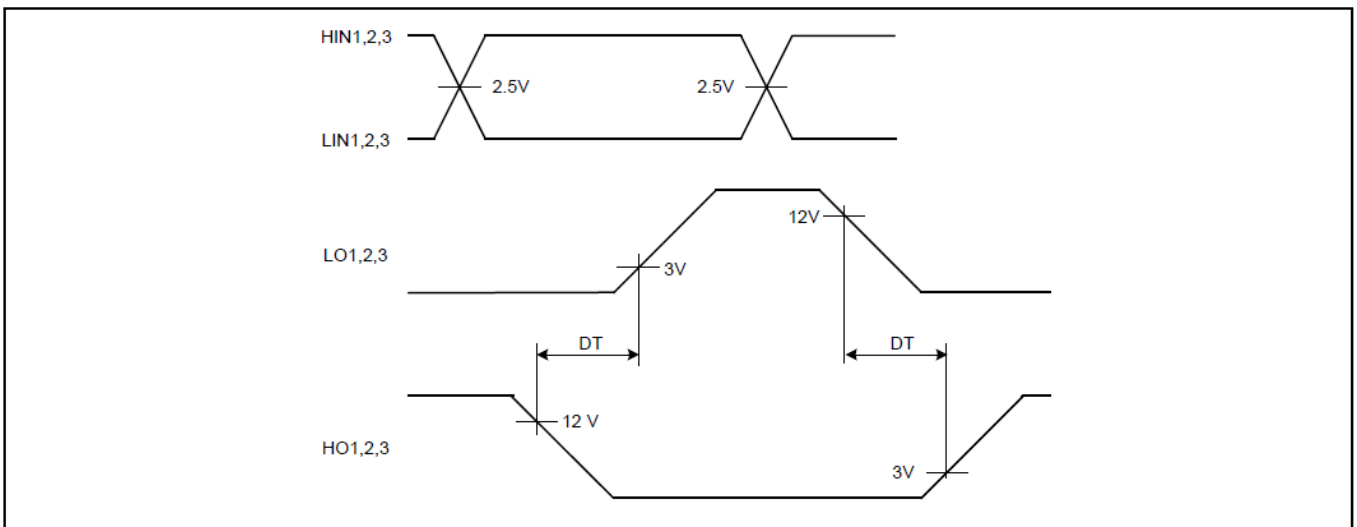 HIN1,2,3
2.5V 2.5V
LIN1,2,3
12V
LO1,2,3
3V
DT DT
12 V
HO1,2,3
3V